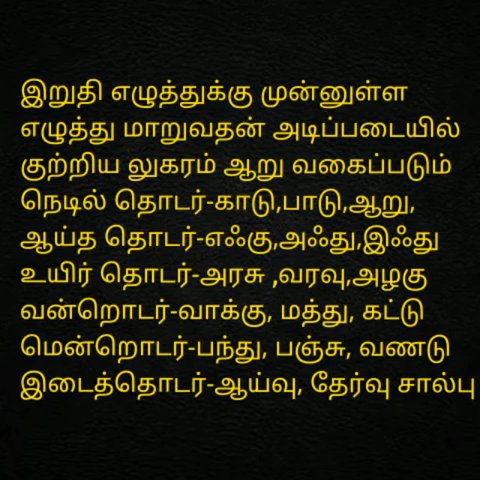 இறுதி எழுத்துக்கு முன்னுள்ள
எழுத்து மாறுவதன் அடிப்படையில்
குற்றிய லுகரம் ஆறு வகைப்படும்
நெடில் தொடர்-காடு,பாடு,ஆறு,
ஆய்த தொடர்-எஃகு,அஃது,இஃது
உயிர் தொடர்-அரசு ,வரவு,அழகு
வன்றொடர்-வாக்கு, மத்து, கட்டு
மென்றொடர்-பந்து, பஞ்சு, வணடு
இடைத்தொடர்-ஆய்வு, தேர்வு சால்பு